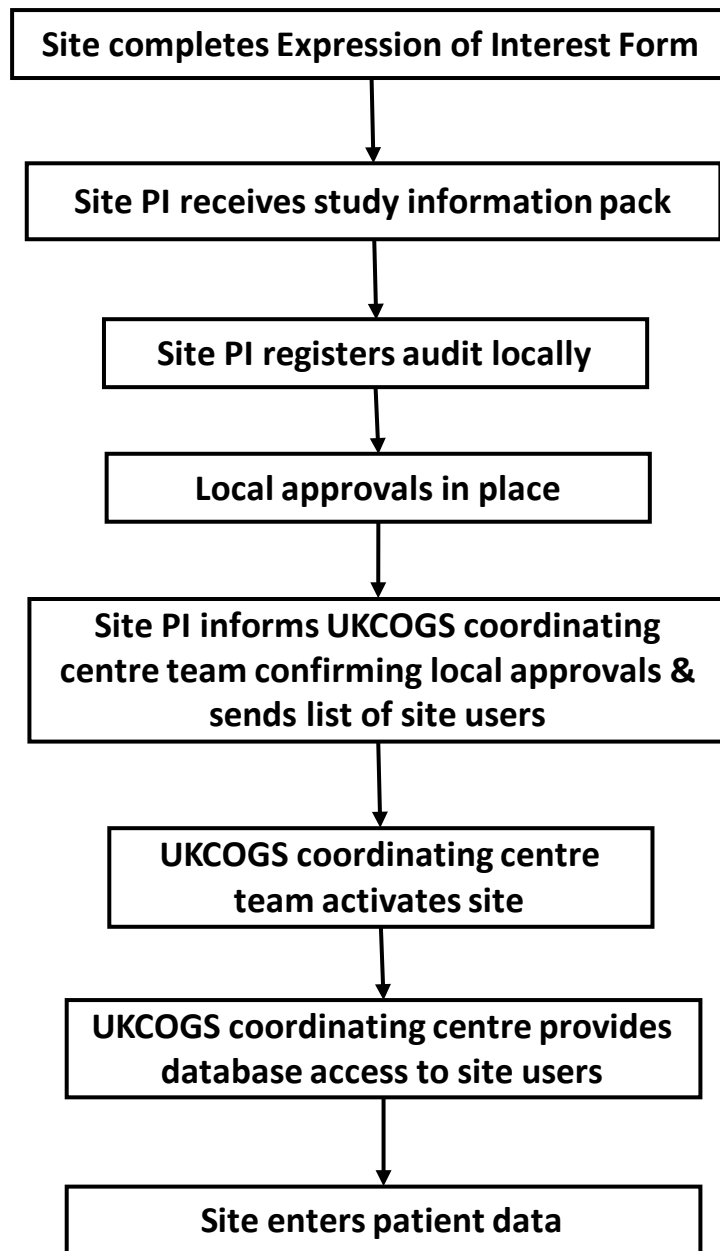 Site completes Expression of Interest Form
Site PI receives study information pack
Site PI registers audit locally
Local approvals in place
Site PI informs UKCOGS coordinating
centre team confirming local approvals &
sends list of site users
UKCOGS coordinating centre
team activates site
UKCOGS coordinating centre provides
database access to site users
Site enters patient data